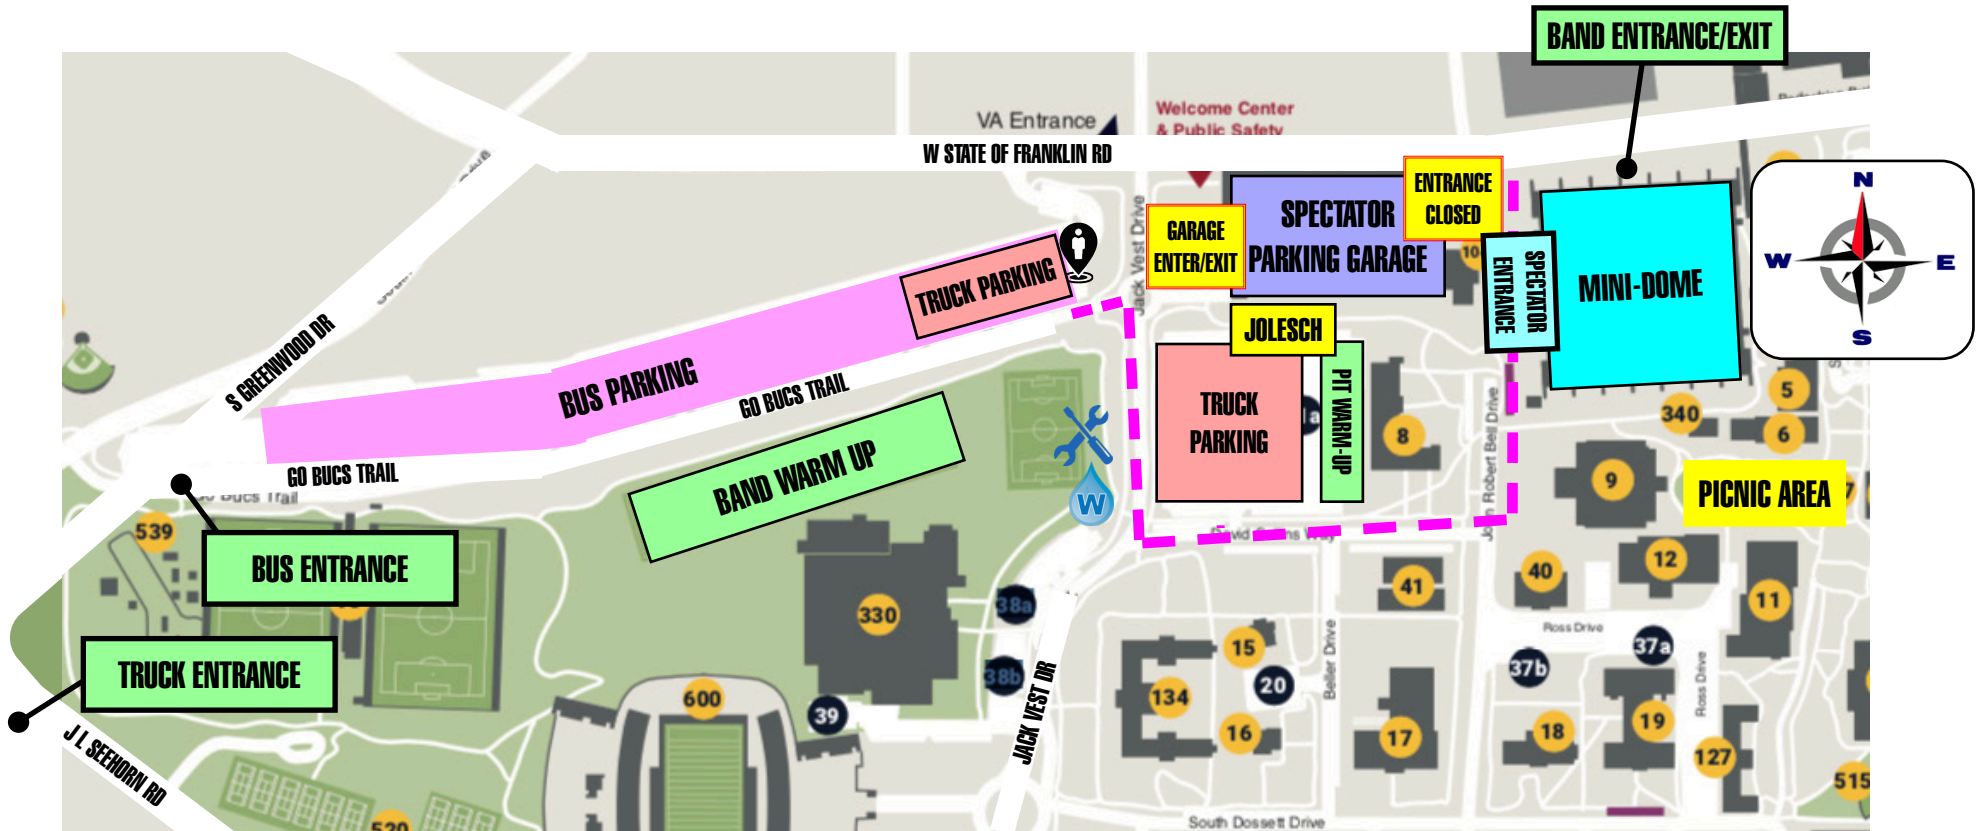 BAND ENTRANCE/EXIT
VA Entrance
Welcome Center
& Public Safety
W STATE OF FRANKLIN RD
N
W
E
S
ENTRANCE
CLOSED
SPECTATOR
PARKING GARAGE
GARAGE
ENTER/EXIT
Jack Vest Drive
SPECTATOR
ENTRANCE
MINI-DOME
TRUCK PARKING
JOLESCH
S GREENWOOD DR
BUS PARKING
GO BUCS TRAIL
TRUCK
PARKING
PIT WARM-UP
8
John Robert Bell Drive
340
5
6
9
PICNIC AREA
BAND WARM UP
W
GO BUCS TRAIL
Go Bucs Trail
539
BUS ENTRANCE
330
38a
38b
41
40
12
11
Ross Drive
37a
37b
15
20
Beller Drive
Ross Drive
TRUCK ENTRANCE
600
39
JACK VEST DR
134
16
17
18
19
127
515
J L SEEHORN RD
520
South Dossett Drive